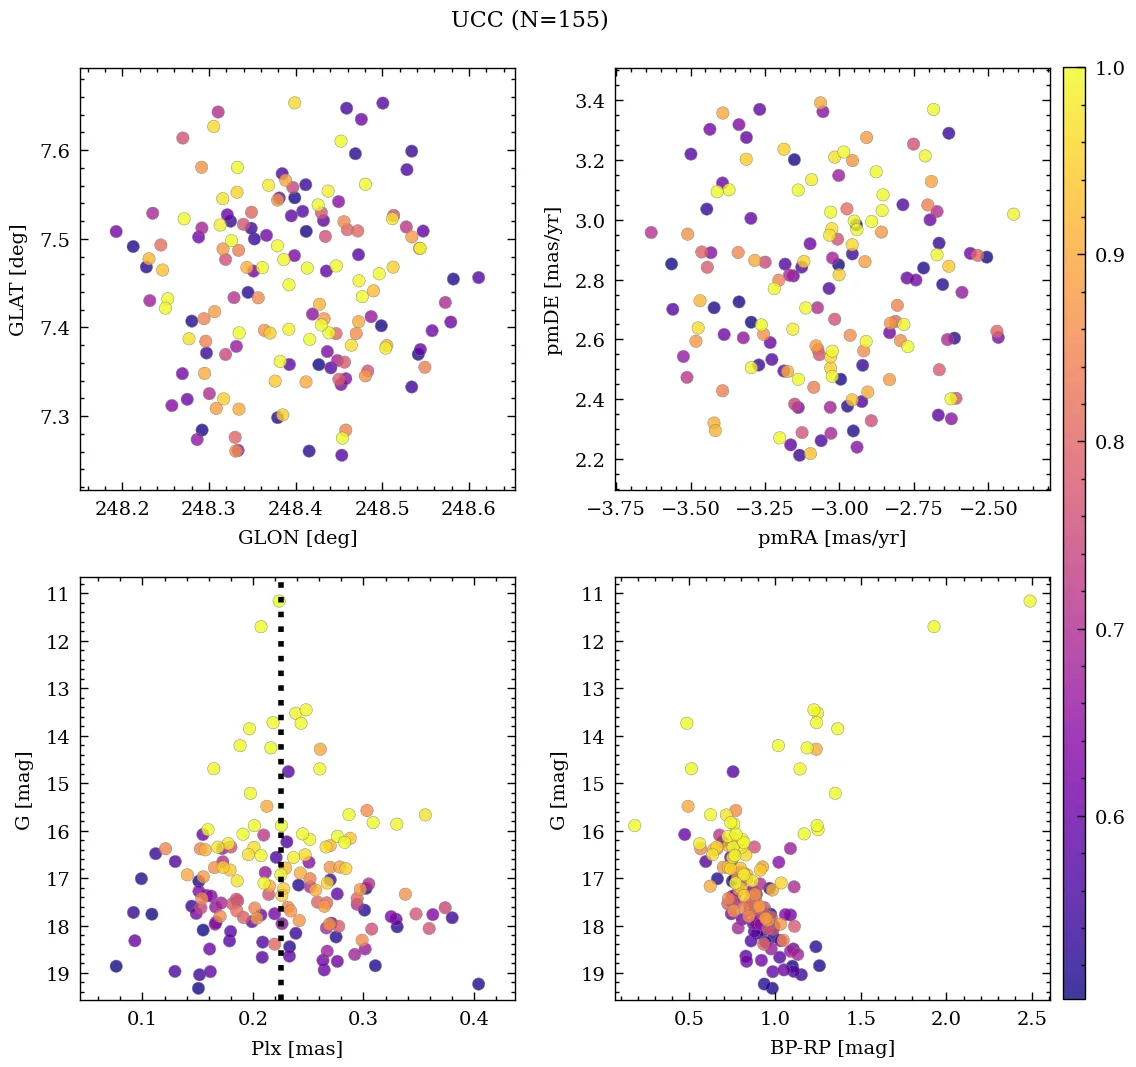 UCC (N=155)
7.6
7.5
7.4
7.3
GLAT [deg]
248.2 248.3 248.4 248.5 248.6
GLON [deg]
3.4
3.2
3.0
2.8
2.6
2.4
2.2
pmDE [mas/yr]
−3.75 −3.50 −3.25 −3.00 −2.75 −2.50
pmRA [mas/yr]
1.0
0.9
0.8
0.7
0.6
11
12
13
14
15
16
17
18
19
G [mag]
0.1 0.2 0.3 0.4
Plx [mas]
11
12
13
14
15
16
17
18
19
G [mag]
0.5 1.0 1.5 2.0 2.5
BP-RP [mag]